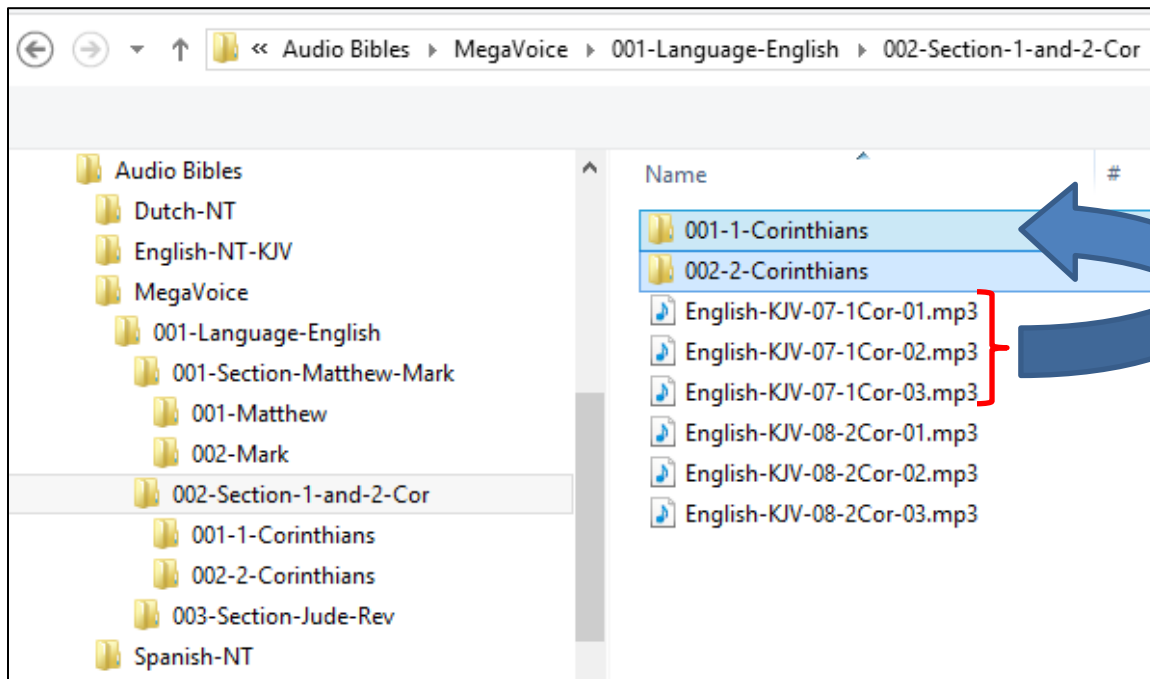 « Audio Bibles ▸ MegaVoice ▸ 001-Language-English ▸ 002-Section-1-and-2-Cor
Audio Bibles
Dutch-NT
English-NT-KJV
MegaVoice
001-Language-English
001-Section-Matthew-Mark
001-Matthew
002-Mark
002-Section-1-and-2-Cor
001-1-Corinthians
002-2-Corinthians
003-Section-Jude-Rev
Spanish-NT
Name #
001-1-Corinthians
002-2-Corinthians
English-KJV-07-1Cor-01.mp3
English-KJV-07-1Cor-02.mp3
English-KJV-07-1Cor-03.mp3
English-KJV-08-2Cor-01.mp3
English-KJV-08-2Cor-02.mp3
English-KJV-08-2Cor-03.mp3